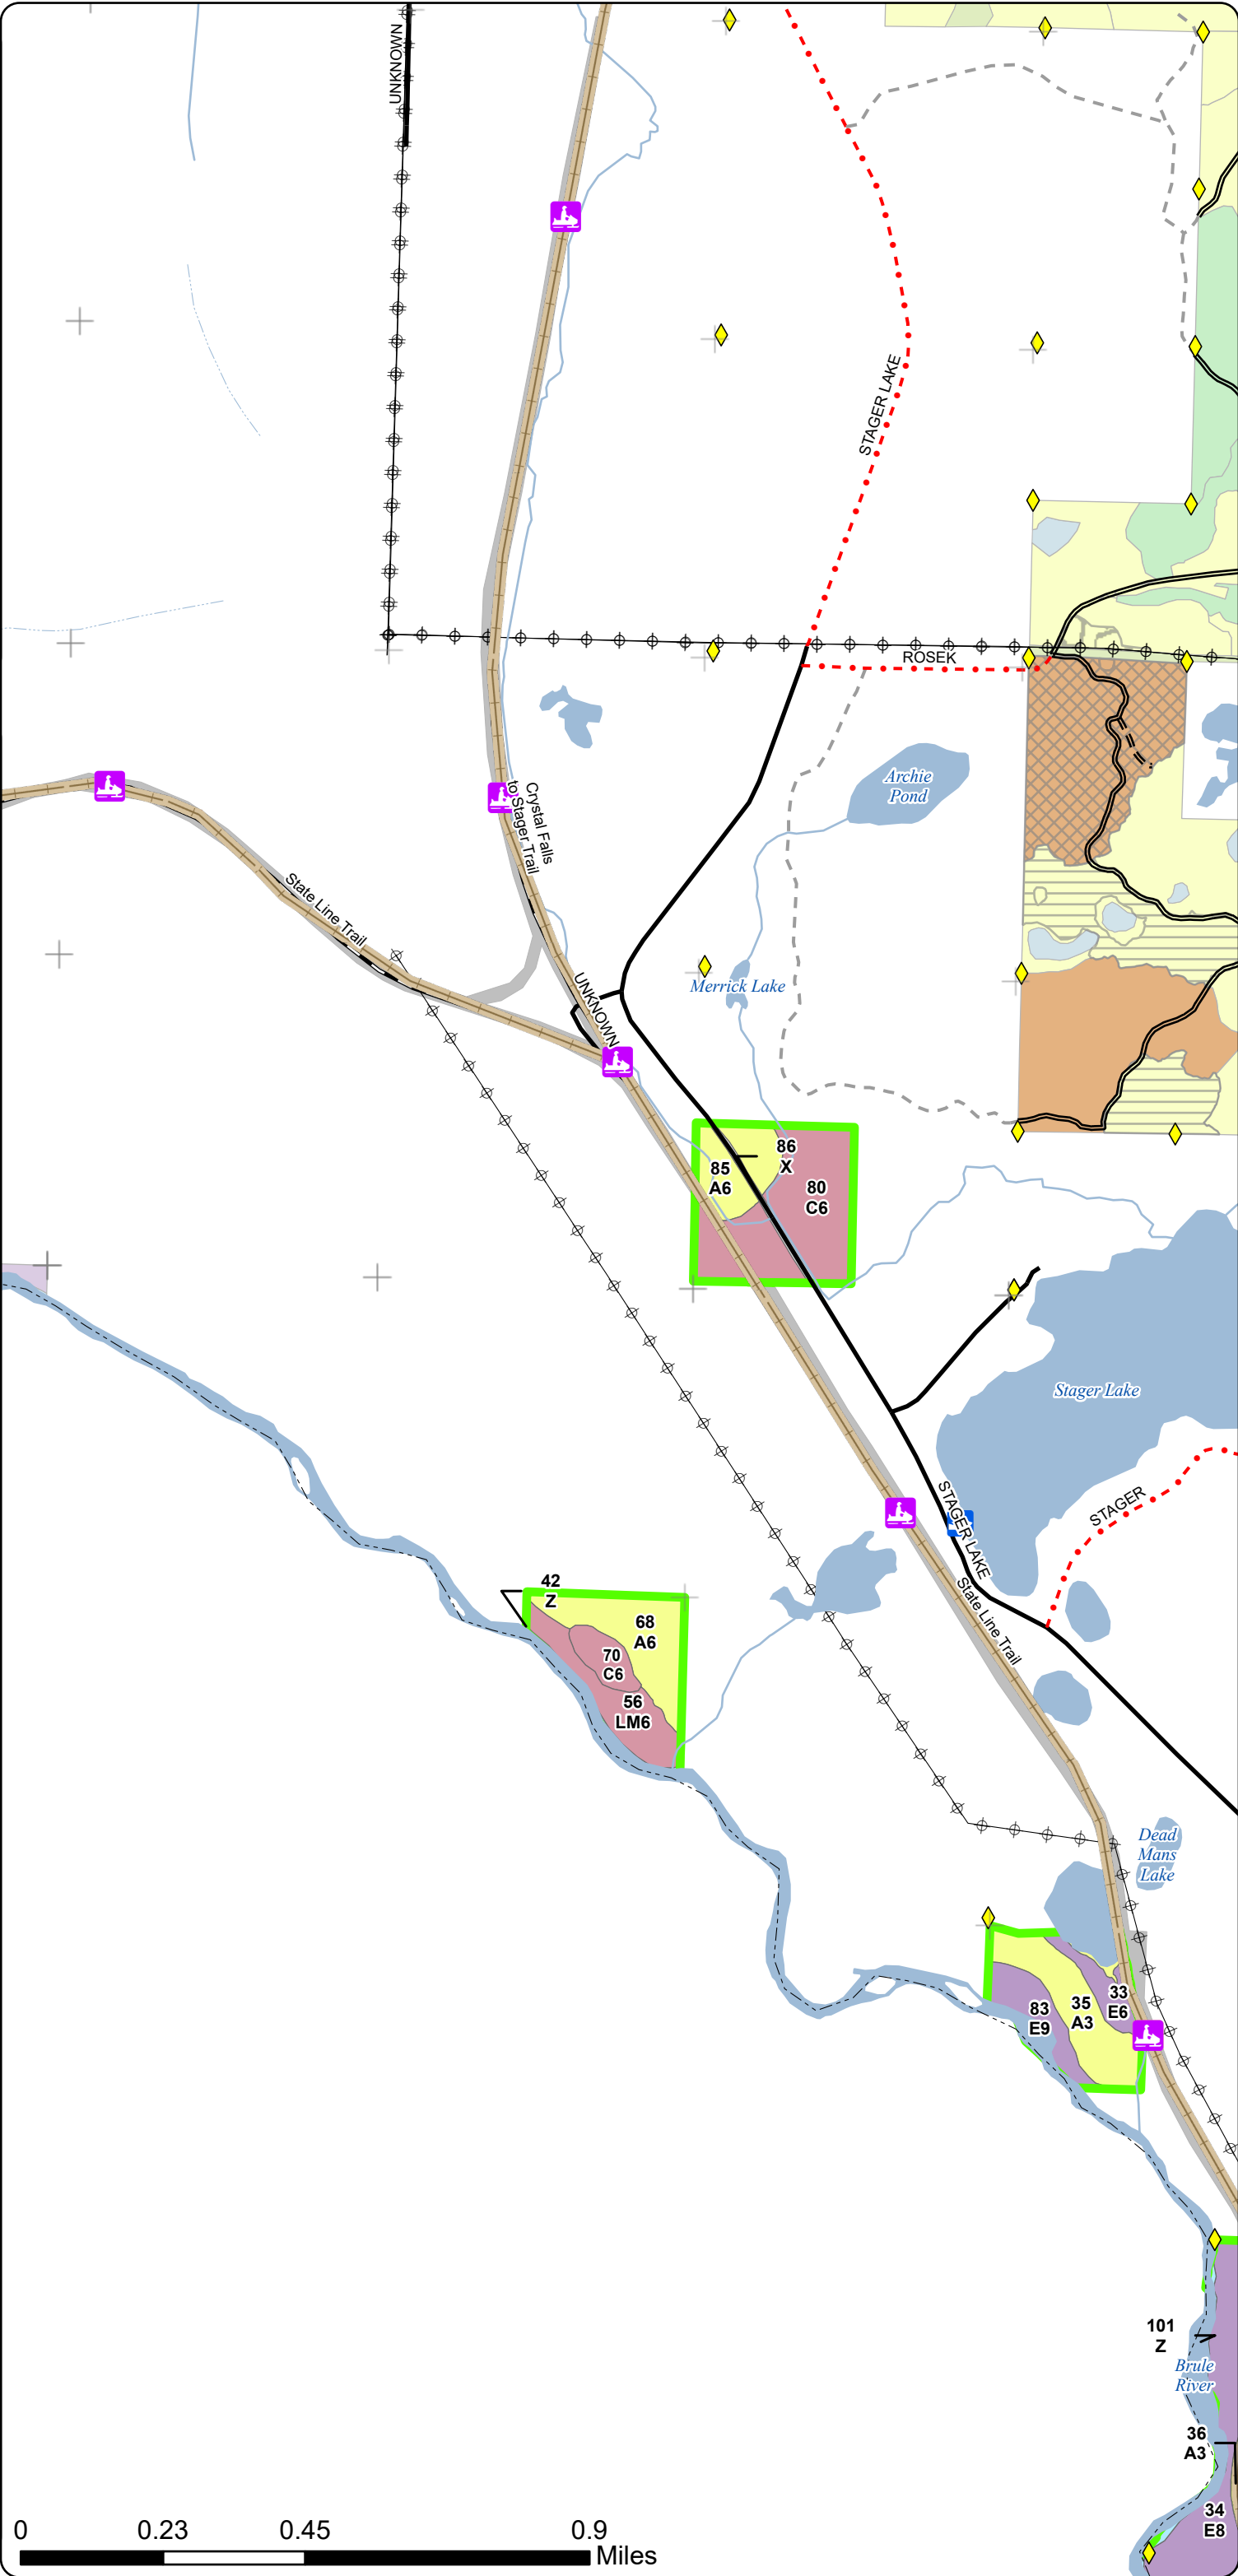 UNKNOWN
STAGER LAKE
ROSEK
Archie
Pond
Crystal Falls
to Stager Trail
State Line Trail
Merrick Lake
UNKNOWN
86
X
85
A6
80
C6
Stager Lake
STAGER LAKE
STAGER
State Line Trail
42
Z
68
A6
70
C6
56
LM6
Dead
Mans
Lake
33
E6
35
A3
83
E9
101
Z
Brule
River
36
A3
34
E8
0
0.23
0.45
0.9
Miles